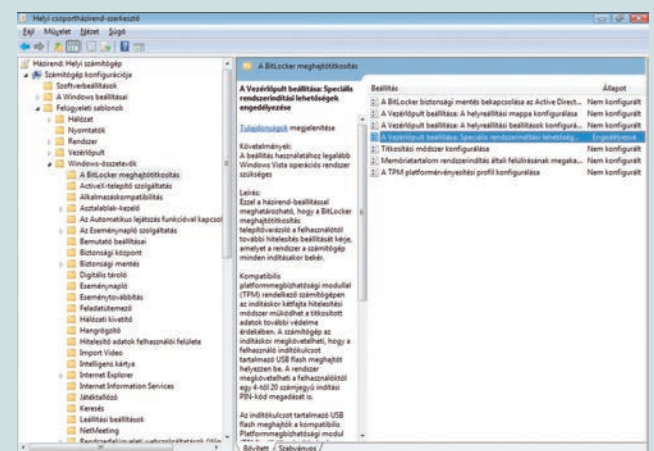 Helyi csoportházirend-szerkesztő
Fájl Művelet Nézet Súgó
Házirend: Helyi számítógép
Számítógép konfigurációja
Szoftverbeállítások
A Windows beállításai
Felügyeleti sablonok
Hálózat
Nyomtatók
Rendszer
Vezérlőpult
Windows-összetevők
A BitLocker meghajtótitkosítás
ActiveX-telepítő szolgáltatás
Alkalmazáskompatibilitás
Asztalablak-kezelő
Az Automatikus lejátszás funkcióval kapcsol
Az Eseménynapló szolgáltatás
Bemutató beállításai
Biztonsági központ
Biztonsági mentés
Digitális tároló
Eseménynapló
Eseménytovábbítás
Feladatütemező
Hálózati kivetítő
Hangrögzítő
Hitelesítő adatok felhasználói felülete
Import Video
Intelligens kártya
Internet Explorer
Internet Information Services
Játéktallózó
Keresés
Leállítási beállítások
NetMeeting
A BitLocker meghajtótitkosítás
A Vezérlőpult beállítása: Speciális
rendszerindítási lehetőségek
engedélyezése
Tulajdonságok megjelenítése
Követelmények:
A beállítás használatához legalább
Windows Vista operációs rendszer
szükséges
Leírás:
Ezzel a házirend-beállítással
meghatározható, hogy a BitLocker
meghajtótitkosítás
telepítővarázsló a felhasználótól
további hitelesítés beállítását kérje,
amelyet a rendszer a számítógép
minden indításakor bekér.
Kompatibilis
platformmegbízhatósági modullal
(TPM) rendelkező számítógépen
az indításkor kétfajta hitelesítési
módszer működhet a titkosított
adatok további védelme
érdekében. A számítógép az
indításkor megkövetelheti, hogy a
felhasználó indítókulcsot
tartalmazó USB flash meghajtót
helyezzen be. A rendszer
megkövetelheti a felhasználóktól
egy 4-től 20 számjegyű indítási
PIN-kód megadását is.
Az indítókulcsot tartalmazó USB
flash meghajtók a kompatibilis
Platformmegbízhatósági modul
Beállítás Állapot
A BitLocker biztonsági mentés bekapcsolása az Active Direct... Nem konfigurált
A Vezérlőpult beállítása: A helyreállítási mappa konfigurálása Nem konfigurált
A Vezérlőpult beállítása: A helyreállítási beállítások konfigurá... Nem konfigurált
A Vezérlőpult beállítása: Speciális rendszerindítási lehetőség... Engedélyezve
Titkosítási módszer konfigurálása Nem konfigurált
Memóriatartalom rendszerindítás általi felülírásának megaka... Nem konfigurált
A TPM platformérvényesítési profil konfigurálása Nem konfigurált
Bővített Szabványos